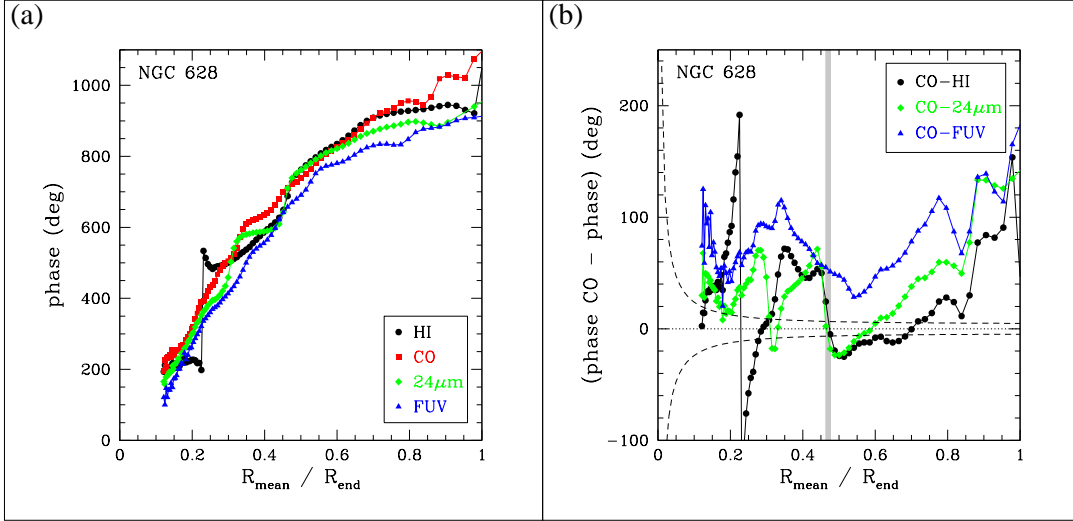 (a)
NGC 628
phase (deg)
1000
800
600
400
200
0
HI
CO
24μm
FUV
0
0.2
0.4
0.6
0.8
1
R_mean / R_end
(b)
NGC 628
(phase CO − phase) (deg)
200
100
0
-100
CO-HI
CO-24μm
CO-FUV
0
0.2
0.4
0.6
0.8
1
R_mean / R_end